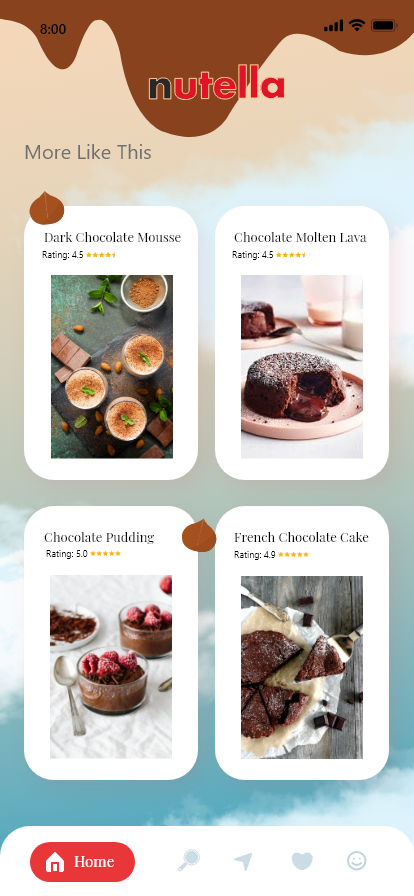 8:00
nutella
More Like This
Dark Chocolate Mousse
Rating: 4.5
Chocolate Molten Lava
Rating: 4.5
Chocolate Pudding
Rating: 5.0
French Chocolate Cake
Rating: 4.9
Home